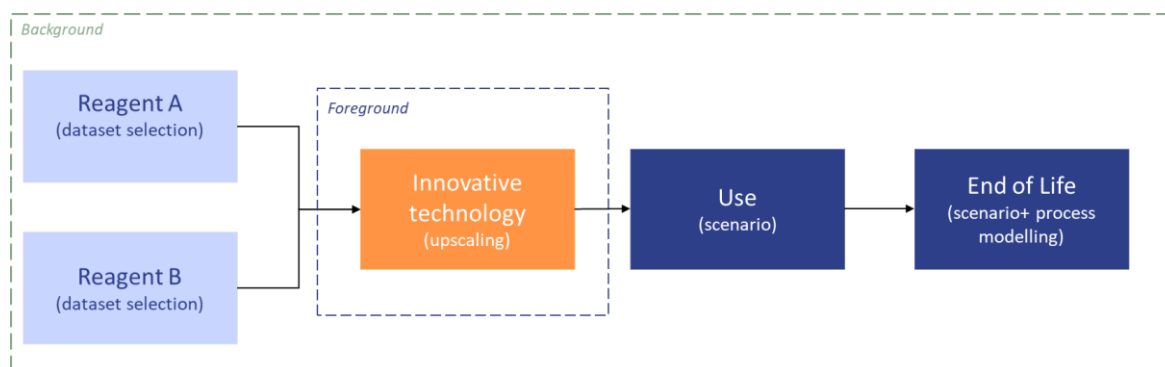 Background
Reagent A
(dataset selection)
Foreground
Innovative
technology
(upscaling)
Use
(scenario)
End of Life
(scenario+ process
modelling)
Reagent B
(dataset selection)